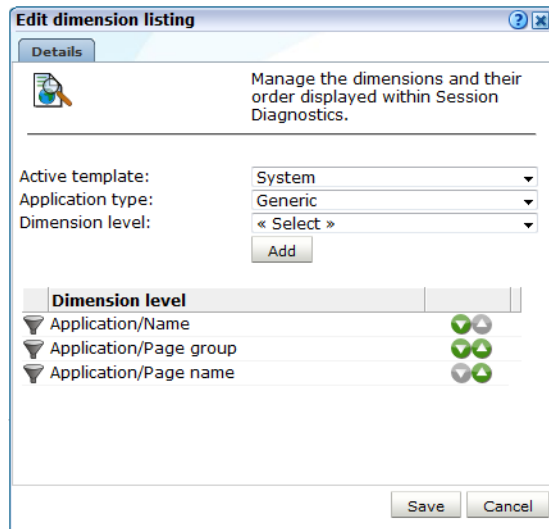 Edit dimension listing
Details
Manage the dimensions and their
order displayed within Session
Diagnostics.
Active template: System
Application type: Generic
Dimension level: « Select »
Add
Dimension level
Application/Name
Application/Page group
Application/Page name
Save Cancel